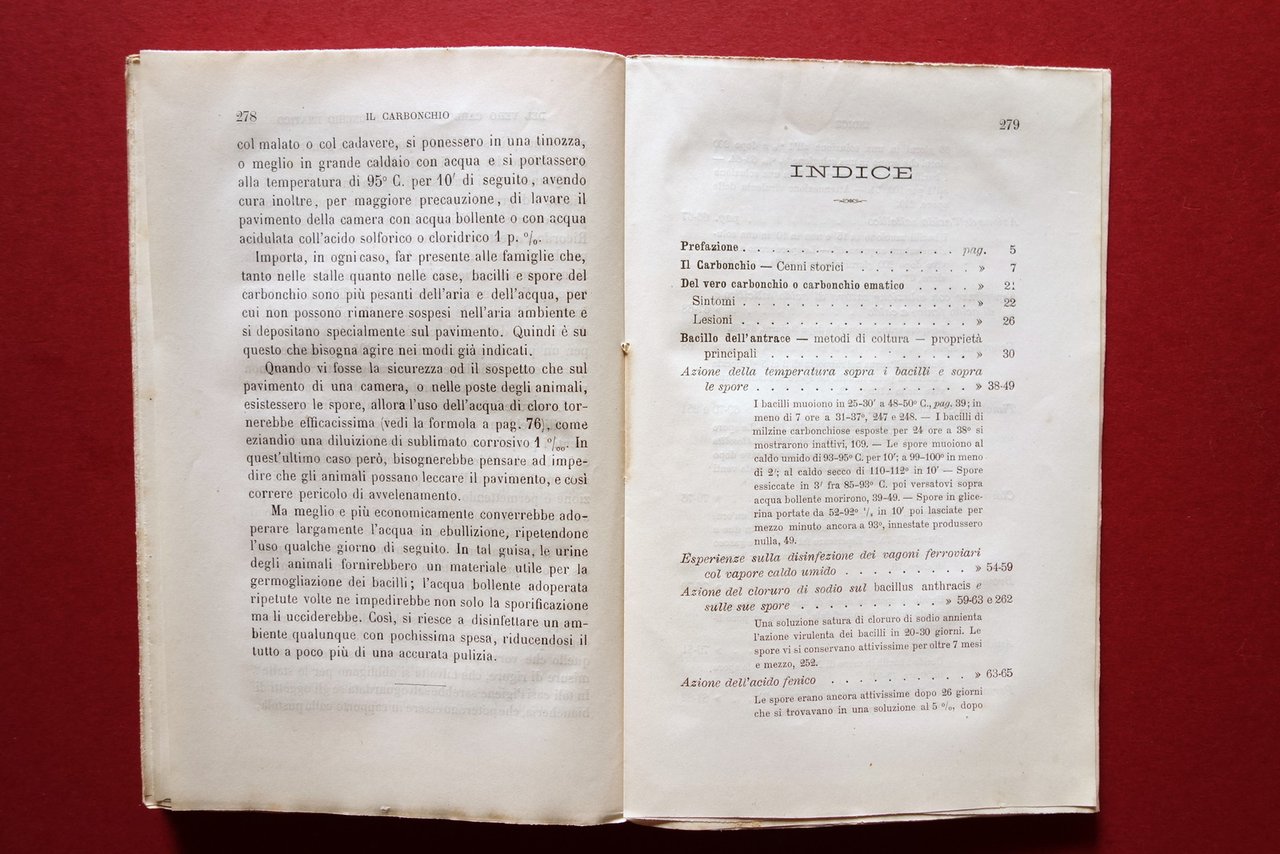 278 IL CARBONCHIO
col malato o col cadavere, si ponessero in una tinozza,
o meglio in grande caldaio con acqua e si portassero
alla temperatura di 95° C. per 10′ di seguito, avendo
cura inoltre, per maggiore precauzione, di lavare il
pavimento della camera con acqua bollente o con acqua
acidulata coll'acido solforico o cloridrico 1 p. %.
Importa, in ogni caso, far presente alle famiglie che,
tanto nelle stalle quanto nelle case, bacilli e spore del
carbonchio sono più pesanti dell'aria e dell'acqua, per
cui non possono rimanere sospesi nell'aria ambiente e
si depositano specialmente sul pavimento. Quindi è su
questo che bisogna agire nei modi già indicati.
Quando vi fosse la sicurezza od il sospetto che sul
pavimento di una camera, o nelle poste degli animali,
esistessero le spore, allora l'uso dell'acqua di cloro tor-
nerebbe efficacissima (vedi la formola a pag. 76), come
eziandio una diluizione di sublimato corrosivo 1 ‰. In
quest'ultimo caso però, bisognerebbe pensare ad impe-
dire che gli animali possano leccare il pavimento, e così
correre pericolo di avvelenamento.
Ma meglio e più economicamente converrebbe ado-
perare largamente l'acqua in ebullizione, ripetendone
l'uso qualche giorno di seguito. In tal guisa, le urine
degli animali fornirebbero un materiale utile per la
germogliazione dei bacilli; l'acqua bollente adoperata
ripetute volte ne impedirebbe non solo la sporificazione
ma li ucciderebbe. Così, si riesce a disinfettare un am-
biente qualunque con pochissima spesa, riducendosi il
tutto a poco più di una accurata pulizia.
279
INDICE
Prefazione . . . . . . . . . . . . . . . . pag. 5
Il Carbonchio — Cenni storici . . . . . . . . » 7
Del vero carbonchio o carbonchio ematico . . . . . » 21
Sintomi . . . . . . . . . . . . . . . . » 22
Lesioni . . . . . . . . . . . . . . . . » 26
Bacillo dell'antrace — metodi di coltura — proprietà
principali . . . . . . . . . . . . . . » 30
Azione della temperatura sopra i bacilli e sopra
le spore . . . . . . . . . . . . . . . » 38-49
I bacilli muoiono in 25-30′ a 48-50° C., pag. 39; in
meno di 7 ore a 31-37°, 247 e 248. — I bacilli di
milzine carbonchiose esposte per 24 ore a 38° si
mostrarono inattivi, 109. — Le spore muoiono al
caldo umido di 93-95° C. per 10′; a 99-100° in meno
di 2′; al caldo secco di 110-112° in 10′ — Spore
essiccate in 3′ fra 85-93° C. poi versatovi sopra
acqua bollente morirono, 39-49. — Spore in glice-
rina portate da 52-92° ½ in 10′ poi lasciate per
mezzo minuto ancora a 93°, innestate produssero
nulla, 49.
Esperienze sulla disinfezione dei vagoni ferroviari
col vapore caldo umido . . . . . . . . . . » 54-59
Azione del cloruro di sodio sul bacillus anthracis e
sulle sue spore . . . . . . . . . . » 59-63 e 262
Una soluzione satura di cloruro di sodio annienta
l'azione virulenta dei bacilli in 20-30 giorni. Le
spore vi si conservano attivissime per oltre 7 mesi
e mezzo, 252.
Azione dell'acido fenico . . . . . . . . . . . » 63-65
Le spore erano ancora attivissime dopo 26 giorni
che si trovavano in una soluzione al 5 %, dopo